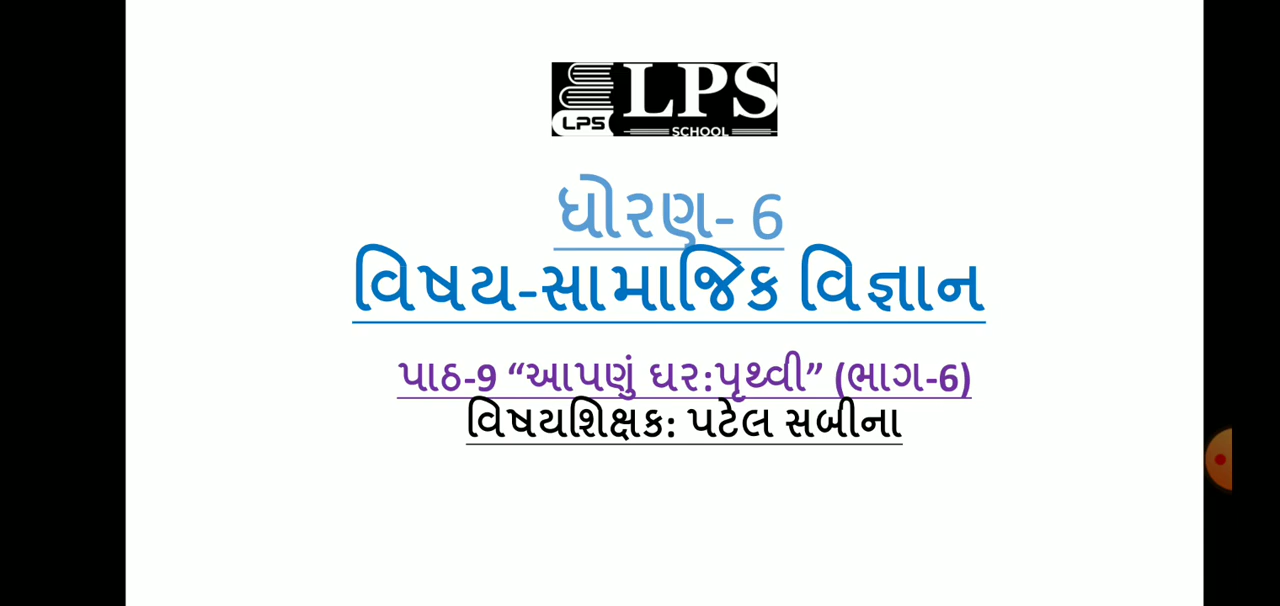 LPS
LPS
SCHOOL
ધોરણ- 6
વિષય-સામાજિક વિજ્ઞાન
પાઠ-9 “આપણું ઘર:પૃથ્વી” (ભાગ-6)
વિષયશિક્ષક: પટેલ સબીના